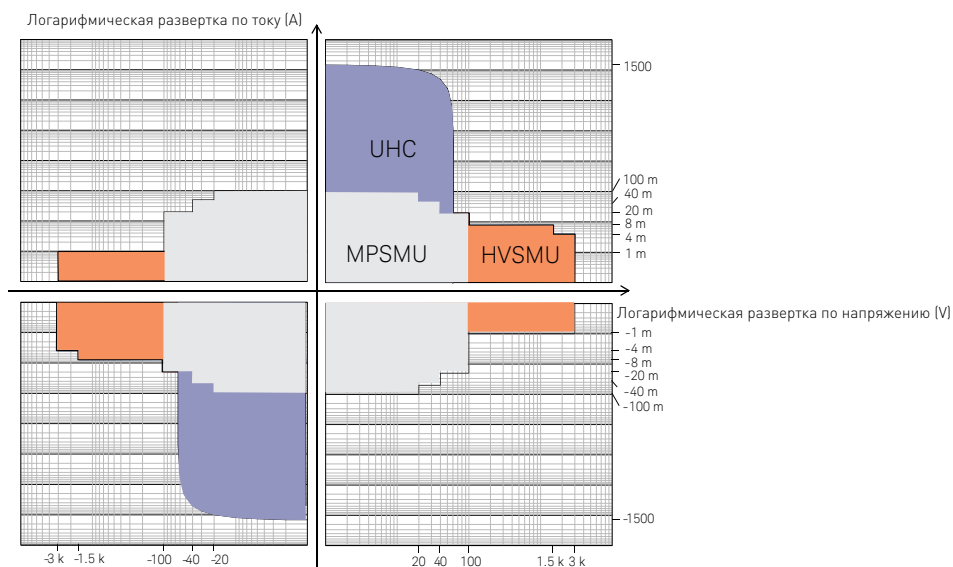 Логарифмическая развертка по току (A)
1500
UHC
100 m
40 m
20 m
8 m
4 m
1 m
MPSMU
HVSMU
Логарифмическая развертка по напряжению (V)
-1 m
-4 m
-8 m
-20 m
-40 m
-100 m
-1500
-3 k -1.5 k -100 -40 -20 20 40 100 1.5 k 3 k